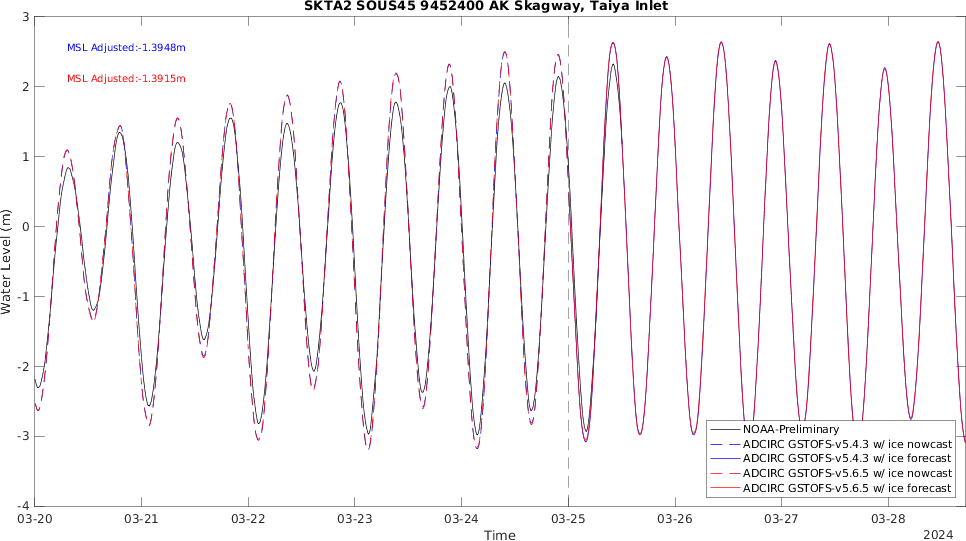 SKTA2 SOUS45 9452400 AK Skagway, Taiya Inlet
MSL Adjusted:-1.3948m
MSL Adjusted:-1.3915m
3
2
1
0
-1
-2
-3
-4
Water Level (m)
NOAA-Preliminary
ADCIRC GSTOFS-v5.4.3 w/ ice nowcast
ADCIRC GSTOFS-v5.4.3 w/ ice forecast
ADCIRC GSTOFS-v5.6.5 w/ ice nowcast
ADCIRC GSTOFS-v5.6.5 w/ ice forecast
03-20 03-21 03-22 03-23 03-24 03-25 03-26 03-27 03-28
Time
2024